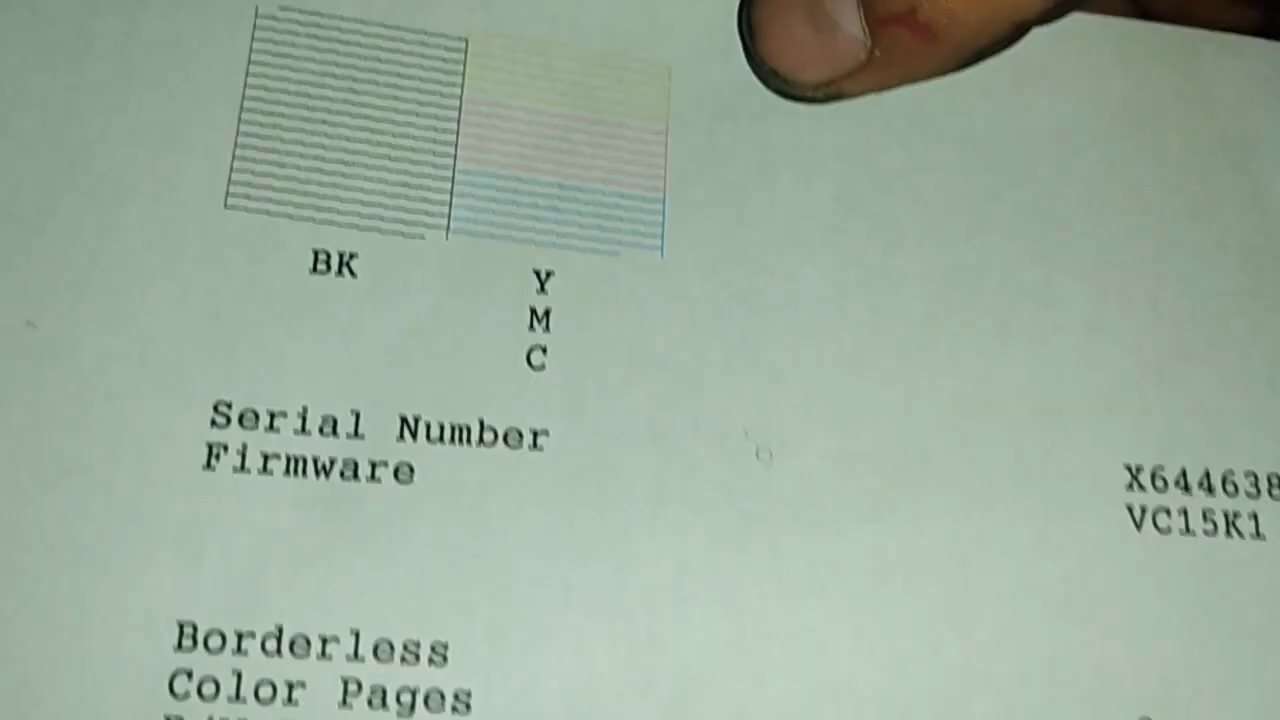 BK
Y
M
C
Serial Number X644638
Firmware VC15K1
Borderless
Color Pages